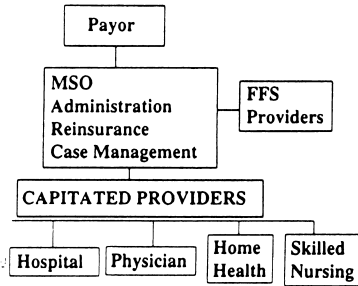 Payor
MSO
Administration
Reinsurance
Case Management
FFS
Providers
CAPITATED PROVIDERS
Hospital
Physician
Home
Health
Skilled
Nursing